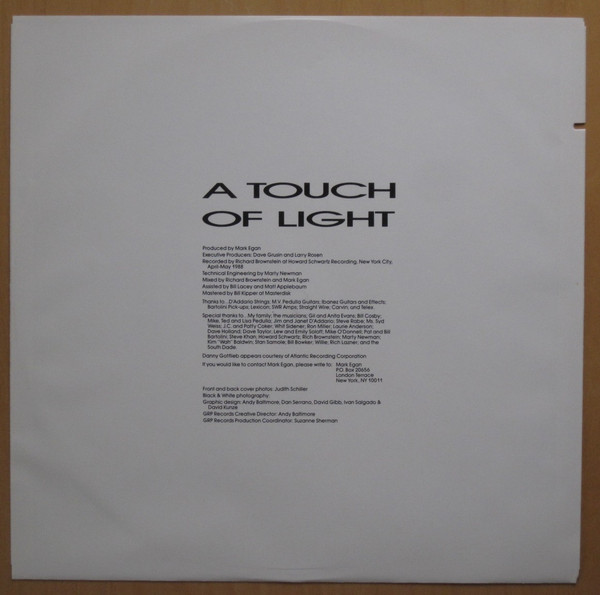 A TOUCH
OF LIGHT
Produced by Mark Egan
Executive Producers: Dave Grusin and Larry Rosen
Recorded by Richard Brownstein at Howard Schwartz Recording, New York City,
April-May 1988
Technical Engineering by Marty Newman
Mixed by Richard Brownstein and Mark Egan
Assisted by Bill Lacey and Matt Applebaum
Mastered by Bill Kipper at Masterdisk
Thanks to...D'Addario Strings; M.V. Pedulla Guitars; Ibanez Guitars and Effects;
Bartolini Pick-ups; Lexicon; SWR Amps; Straight Wire; Carvin; and Telex.
Special thanks to...My family; the musicians; Gil and Anita Evans; Bill Cosby;
Mike, Ted and Lisa Pedulla; Jim and Janet D'Addario; Steve Rabe; Ms. Syd
Weiss; J.C. and Patty Coker; Whit Sidener; Ron Miller; Laurie Anderson;
Dave Holland; Dave Taylor; Lew and Emily Soloff; Mike O'Donnell; Pat and Bill
Bartolini; Steve Khan; Howard Schwartz; Rich Brownstein; Marty Newman;
Kim "Walt" Baldwin; Stan Samole; Bill Bowker; Willie; Rich Lissner; and the
South Dade.
Danny Gottlieb appears courtesy of Atlantic Recording Corporation
If you would like to contact Mark Egan, please write to: Mark Egan
P.O. Box 20656
London Terrace
New York, NY 10011
Front and back cover photos: Judith Schiller
Black & White photography:
Graphic design: Andy Baltimore, Dan Serrano, David Gibb, Ivan Salgado &
David Kunze
GRP Records Creative Director: Andy Baltimore
GRP Records Production Coordinator: Suzanne Sherman